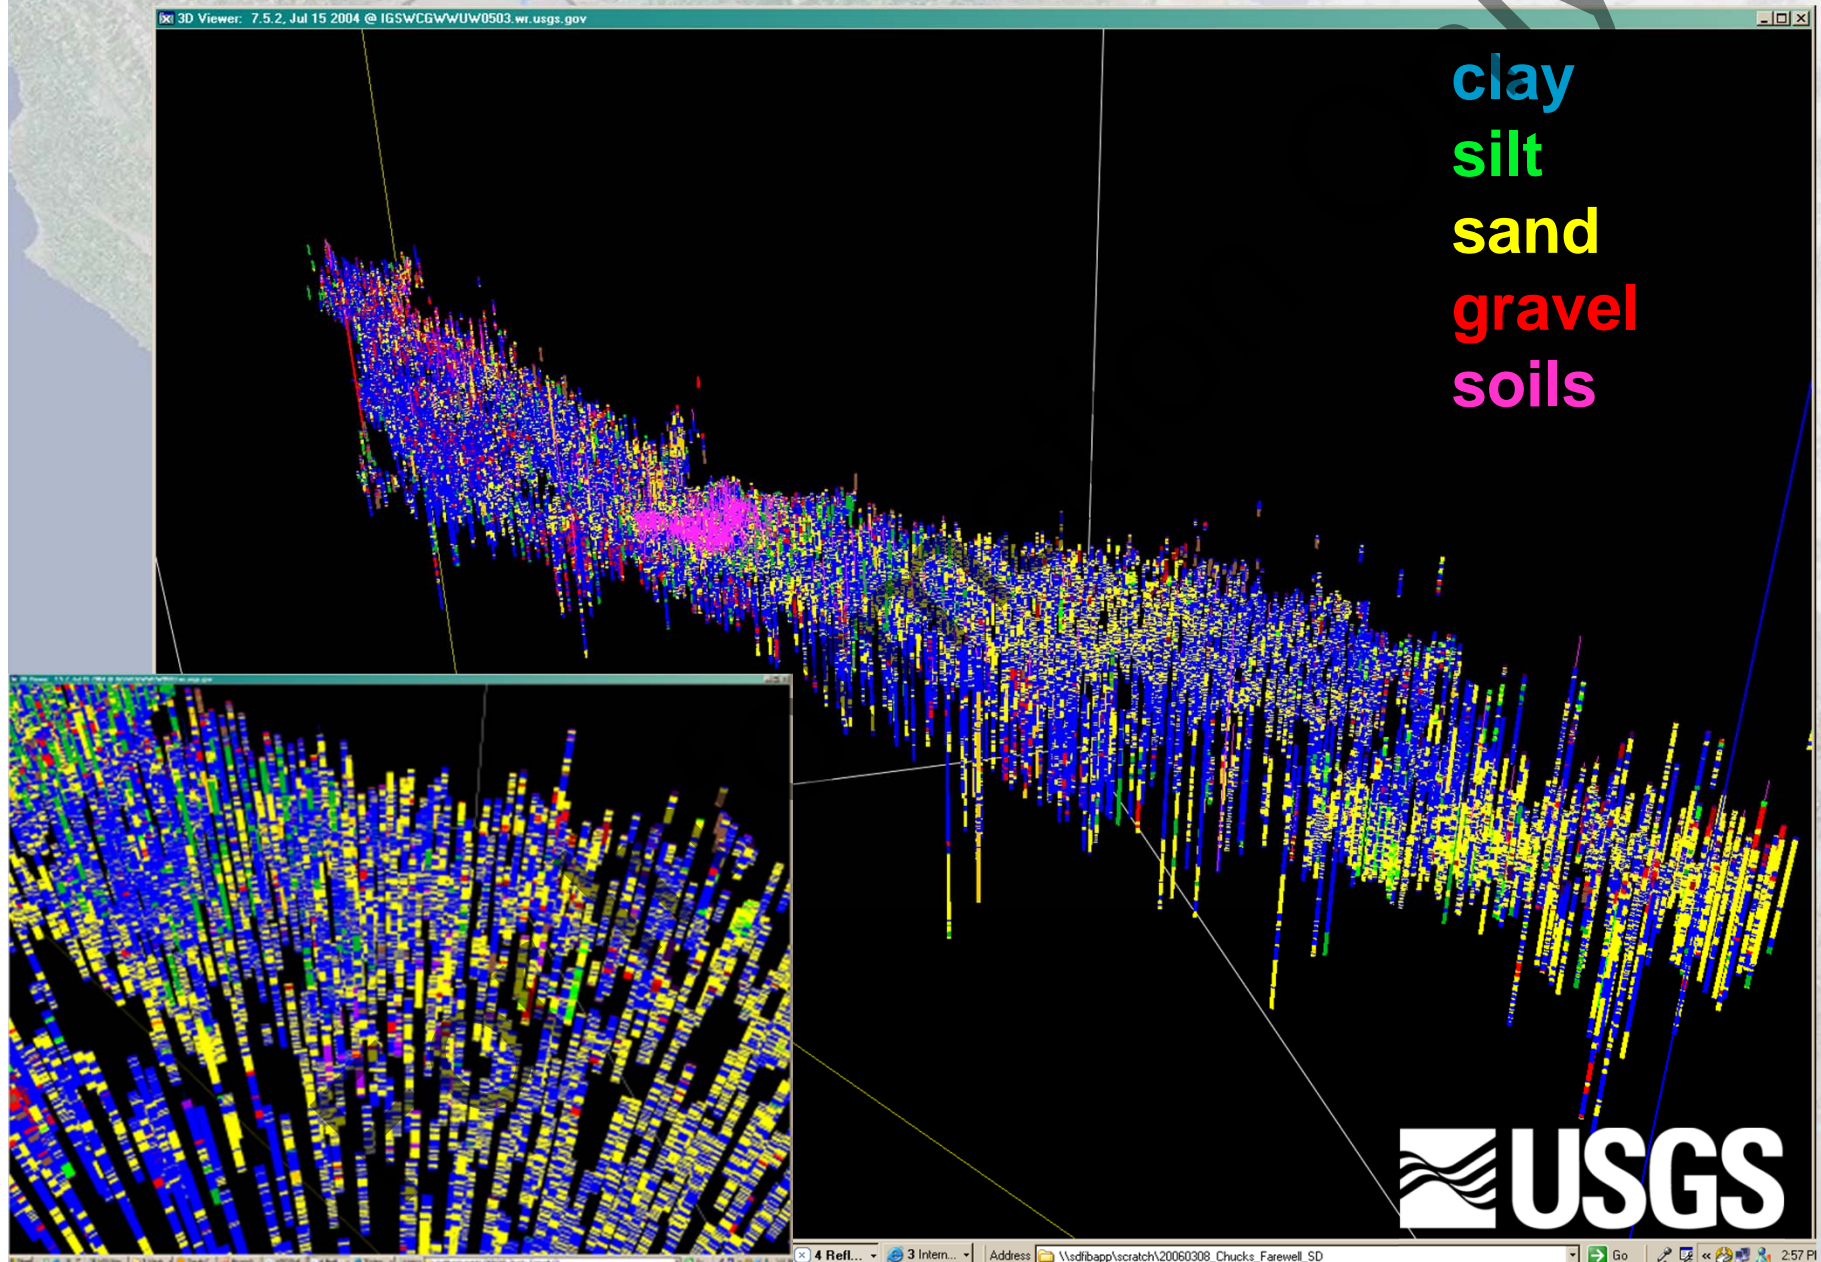 3D Viewer: 7.5.2, Jul 15 2004 @ IGSWCGWWUW0503.wr.usgs.gov
clay
silt
sand
gravel
soils
USGS
4 Refl...
3 Intern...
Address
\\sdfibapp\scratch\20060308_Chucks_Farewell_SD
Go
2:57 PI